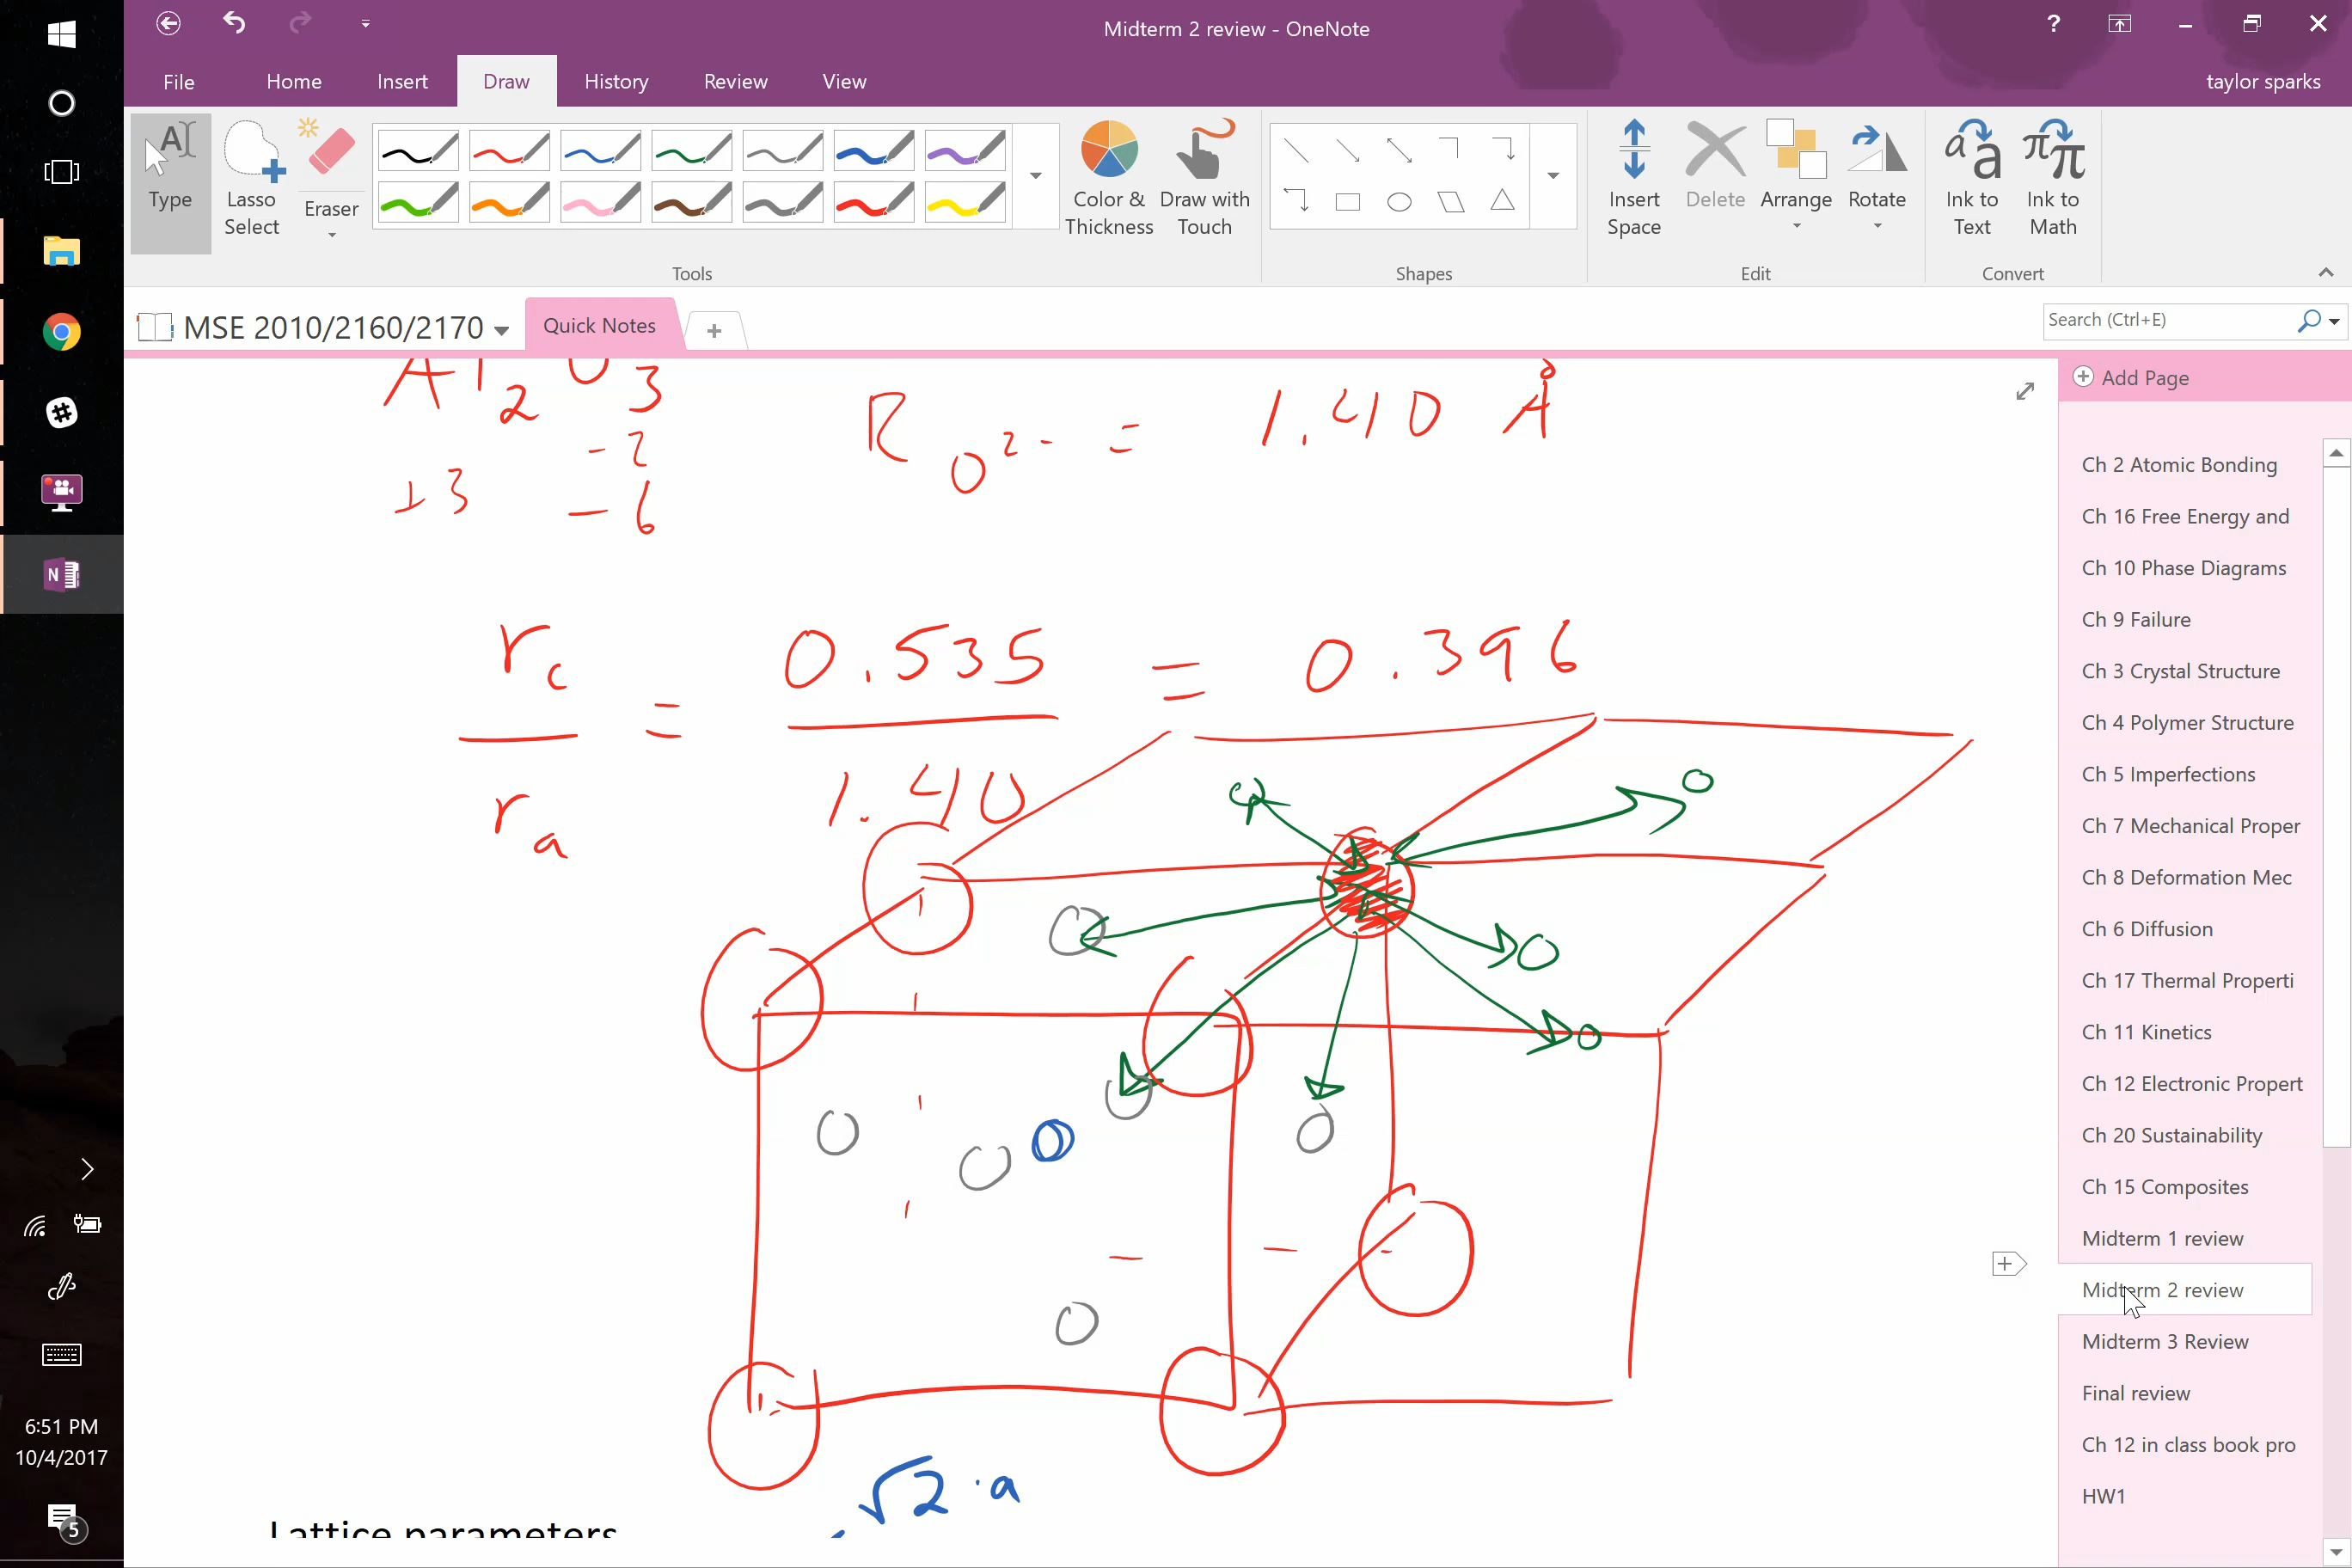 Midterm 2 review - OneNote
?
File Home Insert Draw History Review View
taylor sparks
Type
Lasso Select
Eraser
Color & Thickness
Draw with Touch
Insert Space
Delete
Arrange
Rotate
Ink to Text
Ink to Math
Tools
Shapes
Edit
Convert
MSE 2010/2160/2170
Quick Notes
+
Search (Ctrl+E)
Al2O3
-2
+3 -6
R O2- = 1.40 Å
rc / ra = 0.535 / 1.40 = 0.396
√2 · a
Lattice parameters
Add Page
Ch 2 Atomic Bonding
Ch 16 Free Energy and
Ch 10 Phase Diagrams
Ch 9 Failure
Ch 3 Crystal Structure
Ch 4 Polymer Structure
Ch 5 Imperfections
Ch 7 Mechanical Proper
Ch 8 Deformation Mec
Ch 6 Diffusion
Ch 17 Thermal Properti
Ch 11 Kinetics
Ch 12 Electronic Propert
Ch 20 Sustainability
Ch 15 Composites
Midterm 1 review
Midterm 2 review
Midterm 3 Review
Final review
Ch 12 in class book pro
HW1
6:51 PM
10/4/2017
5